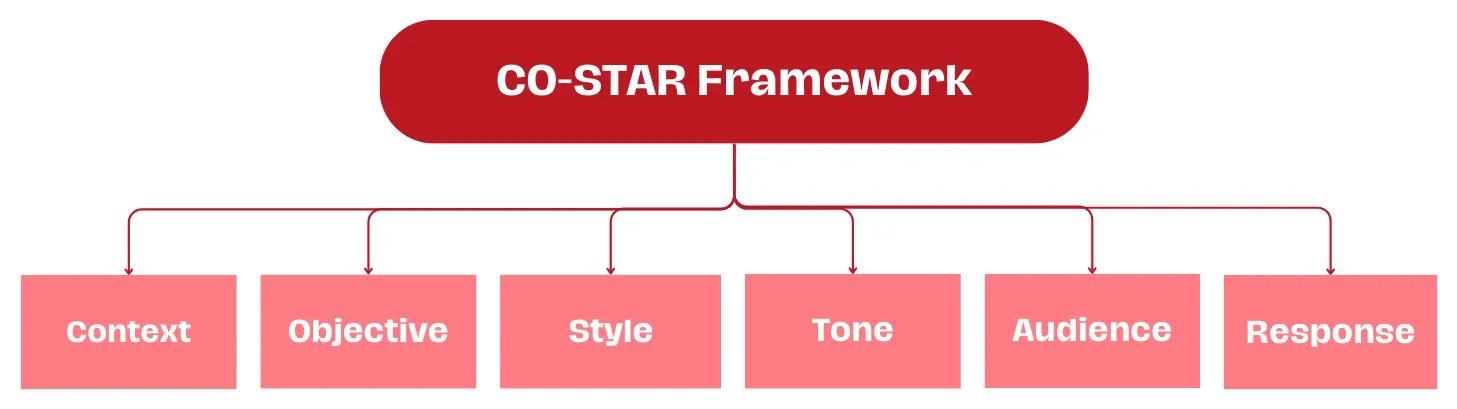 CO-STAR Framework
Context
Objective
Style
Tone
Audience
Response